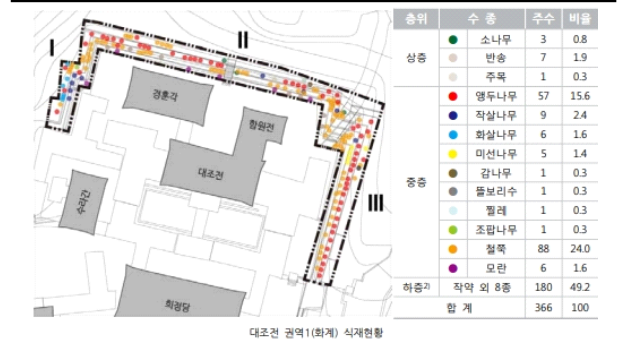 I
II
III
경훈각
함원전
대조전
수라간
희정당
층위 수 종 주수 비율
상층 소나무 3 0.8
반송 7 1.9
주목 1 0.3
중층 앵두나무 57 15.6
작살나무 9 2.4
화살나무 6 1.6
미선나무 5 1.4
감나무 1 0.3
뜰보리수 1 0.3
찔레 1 0.3
조팝나무 1 0.3
철쭉 88 24.0
모란 6 1.6
하층2) 작약 외 8종 180 49.2
합 계 366 100
대조전 권역1(화계) 식재현황